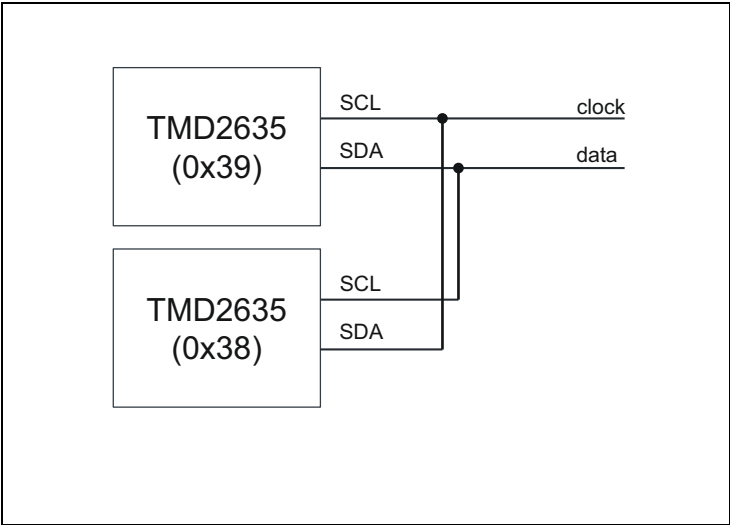 TMD2635
(0x39)
SCL
clock
SDA
data
TMD2635
(0x38)
SCL
SDA